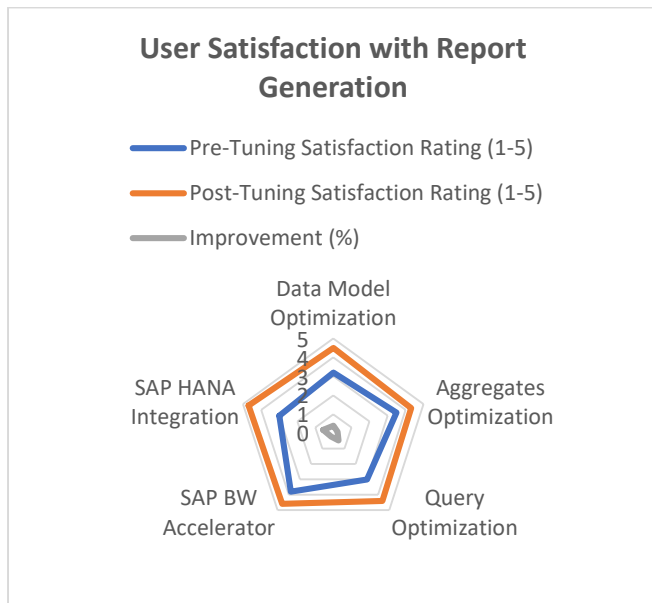 User Satisfaction with Report
Generation
Pre-Tuning Satisfaction Rating (1-5)
Post-Tuning Satisfaction Rating (1-5)
Improvement (%)
Data Model
Optimization
5
4
3
2
1
0
Aggregates
Optimization
Query
Optimization
SAP BW
Accelerator
SAP HANA
Integration